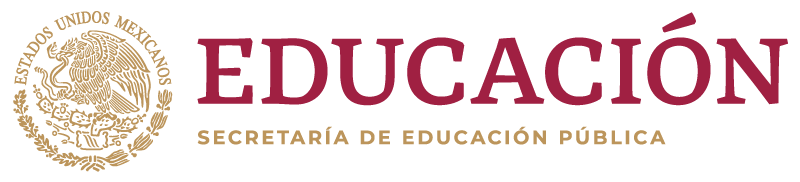 ESTADOS UNIDOS MEXICANOS
EDUCACIÓN
SECRETARÍA DE EDUCACIÓN PÚBLICA